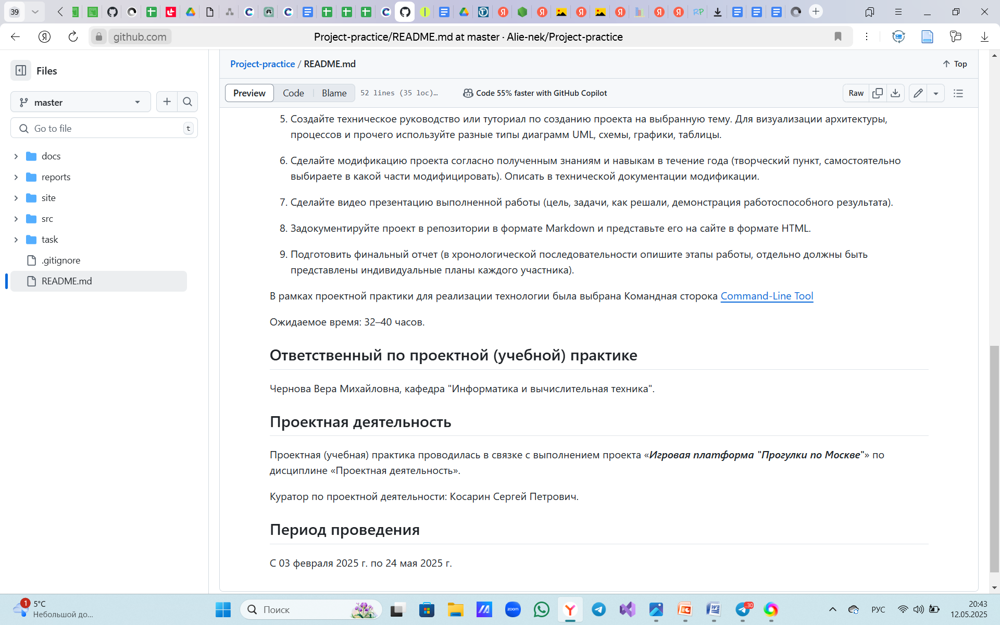 39
github.com
Project-practice/README.md at master · Alie-nek/Project-practice
Files
Project-practice / README.md
Top
master
Preview Code Blame 52 lines (35 loc)… Code 55% faster with GitHub Copilot Raw
Go to file t
docs
reports
site
src
task
.gitignore
README.md
5. Создайте техническое руководство или туториал по созданию проекта на выбранную тему. Для визуализации архитектуры,
процессов и прочего используйте разные типы диаграмм UML, схемы, графики, таблицы.
6. Сделайте модификацию проекта согласно полученным знаниям и навыкам в течение года (творческий пункт, самостоятельно
выбираете в какой части модифицировать). Описать в технической документации модификации.
7. Сделайте видео презентацию выполненной работы (цель, задачи, как решали, демонстрация работоспособного результата).
8. Задокументируйте проект в репозитории в формате Markdown и представьте его на сайте в формате HTML.
9. Подготовить финальный отчет (в хронологической последовательности опишите этапы работы, отдельно должны быть
представлены индивидуальные планы каждого участника).
В рамках проектной практики для реализации технологии была выбрана Командная сторока Command-Line Tool
Ожидаемое время: 32–40 часов.
Ответственный по проектной (учебной) практике
Чернова Вера Михайловна, кафедра "Информатика и вычислительная техника".
Проектная деятельность
Проектная (учебная) практика проводилась в связке с выполнением проекта «Игровая платформа "Прогулки по Москве"» по
дисциплине «Проектная деятельность».
Куратор по проектной деятельности: Косарин Сергей Петрович.
Период проведения
С 03 февраля 2025 г. по 24 мая 2025 г.
1
5°C
Небольшой до...
Поиск
zoom
РУС
20:43
12.05.2025